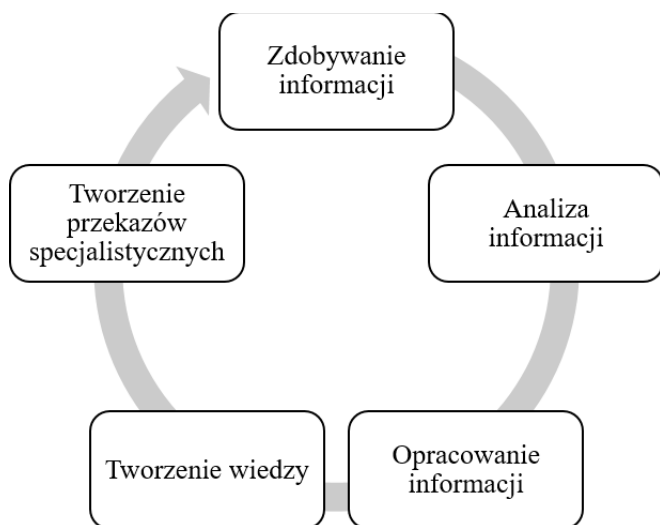 Zdobywanie
informacji
Analiza
informacji
Opracowanie
informacji
Tworzenie wiedzy
Tworzenie
przekazów
specjalistycznych